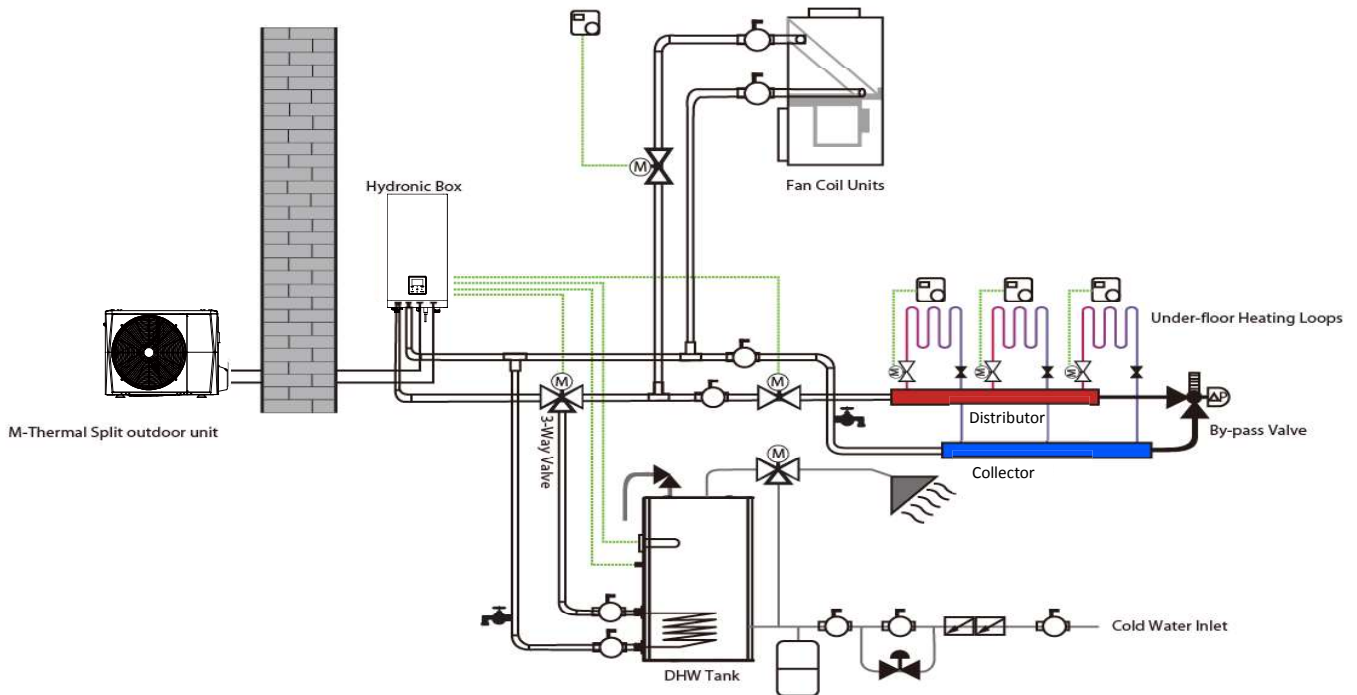 Hydronic Box
Fan Coil Units
M
M-Thermal Split outdoor unit
M
M
3-Way Valve
M
M
M
Under-floor Heating Loops
Distributor
ΔP
By-pass Valve
Collector
M
DHW Tank
Cold Water Inlet